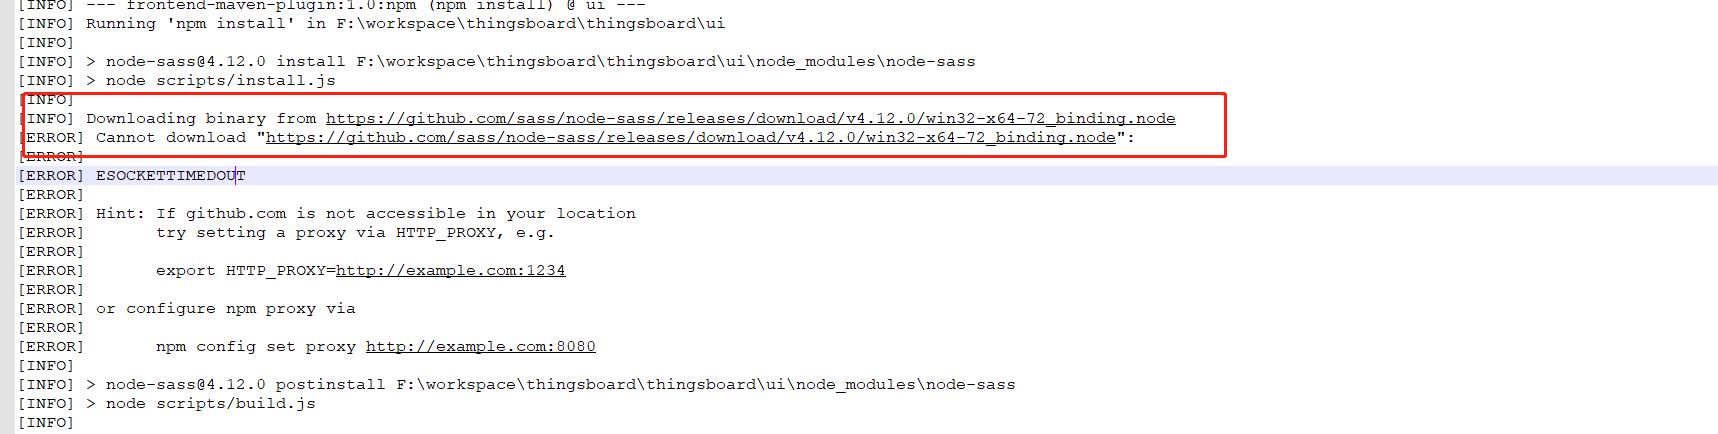 [INFO] --- frontend-maven-plugin:1.0:npm (npm install) @ ui ---
[INFO] Running 'npm install' in F:\workspace\thingsboard\thingsboard\ui
[INFO]
[INFO] > node-sass@4.12.0 install F:\workspace\thingsboard\thingsboard\ui\node_modules\node-sass
[INFO] > node scripts/install.js
[INFO]
[INFO] Downloading binary from https://github.com/sass/node-sass/releases/download/v4.12.0/win32-x64-72_binding.node
[ERROR] Cannot download "https://github.com/sass/node-sass/releases/download/v4.12.0/win32-x64-72_binding.node":
[ERROR]
[ERROR] ESOCKETTIMEDOUT
[ERROR]
[ERROR] Hint: If github.com is not accessible in your location
[ERROR]       try setting a proxy via HTTP_PROXY, e.g.
[ERROR]
[ERROR]       export HTTP_PROXY=http://example.com:1234
[ERROR]
[ERROR] or configure npm proxy via
[ERROR]
[ERROR]       npm config set proxy http://example.com:8080
[INFO]
[INFO] > node-sass@4.12.0 postinstall F:\workspace\thingsboard\thingsboard\ui\node_modules\node-sass
[INFO] > node scripts/build.js
[INFO]